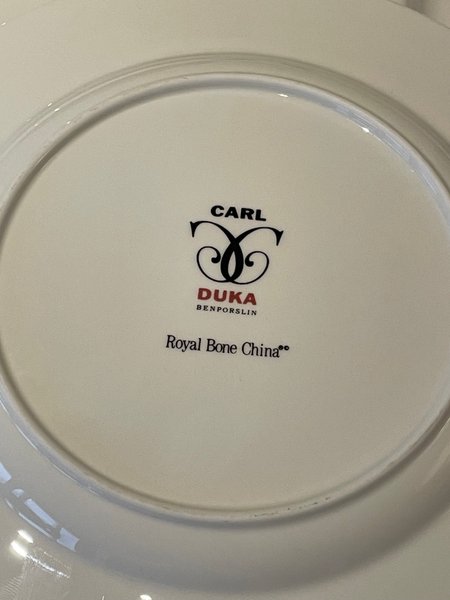 CARL
DUKA
BENPORSLIN
Royal Bone China